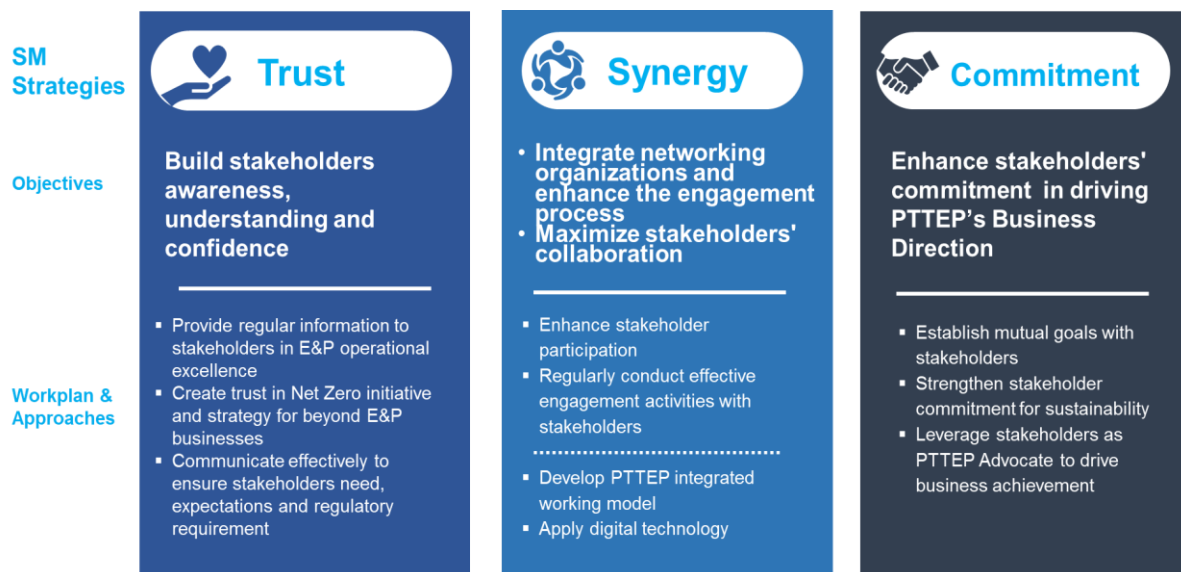 SM
Strategies
Trust
Synergy
Commitment
Objectives
Build stakeholders
awareness,
understanding and
confidence
• Integrate networking
organizations and
enhance the engagement
process
• Maximize stakeholders'
collaboration
Enhance stakeholders'
commitment in driving
PTTEP’s Business
Direction
Workplan &
Approaches
▪ Provide regular information to
stakeholders in E&P operational
excellence
▪ Create trust in Net Zero initiative
and strategy for beyond E&P
businesses
▪ Communicate effectively to
ensure stakeholders need,
expectations and regulatory
requirement
▪ Enhance stakeholder
participation
▪ Regularly conduct effective
engagement activities with
stakeholders
▪ Develop PTTEP integrated
working model
▪ Apply digital technology
▪ Establish mutual goals with
stakeholders
▪ Strengthen stakeholder
commitment for sustainability
▪ Leverage stakeholders as
PTTEP Advocate to drive
business achievement